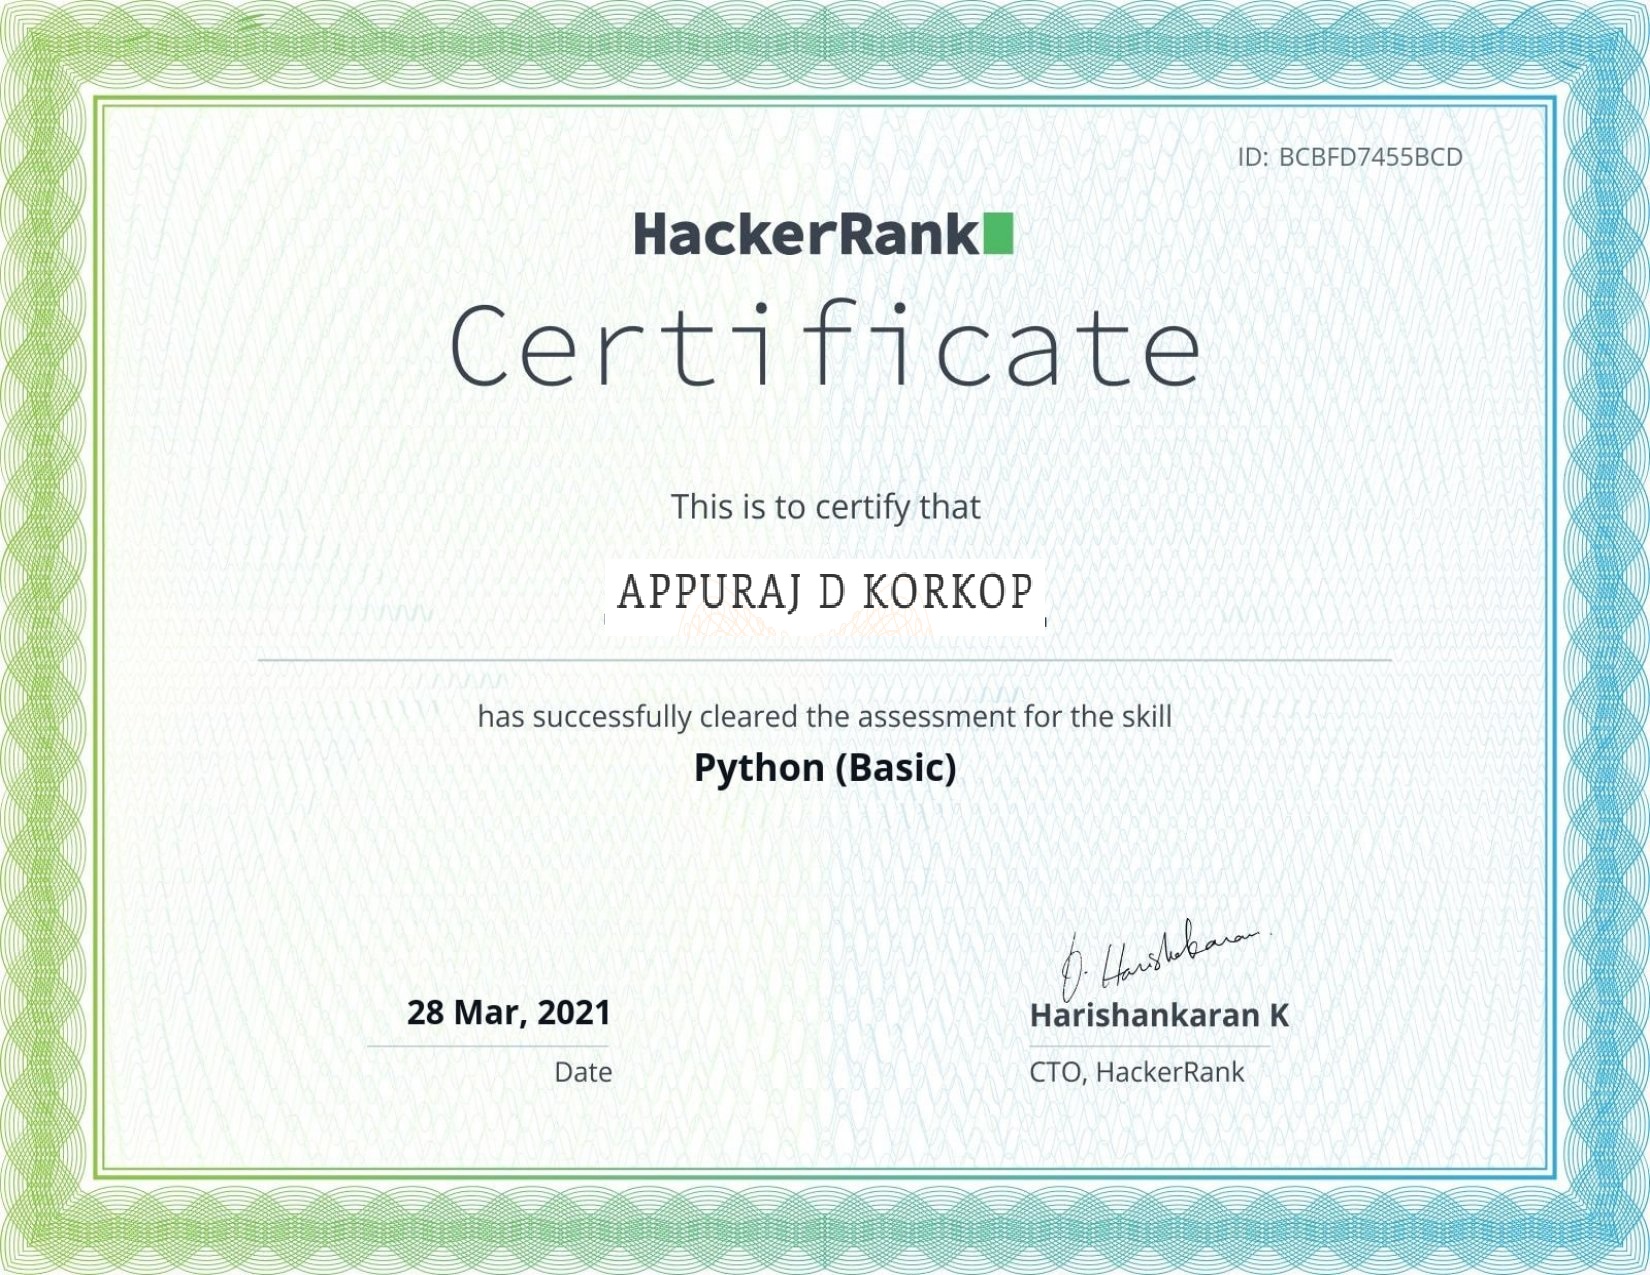 ID: BCBFD7455BCD
HackerRank
Certificate
This is to certify that
APPURAJ D KORKOP
has successfully cleared the assessment for the skill
Python (Basic)
28 Mar, 2021
Date
Harishankaran K
CTO, HackerRank